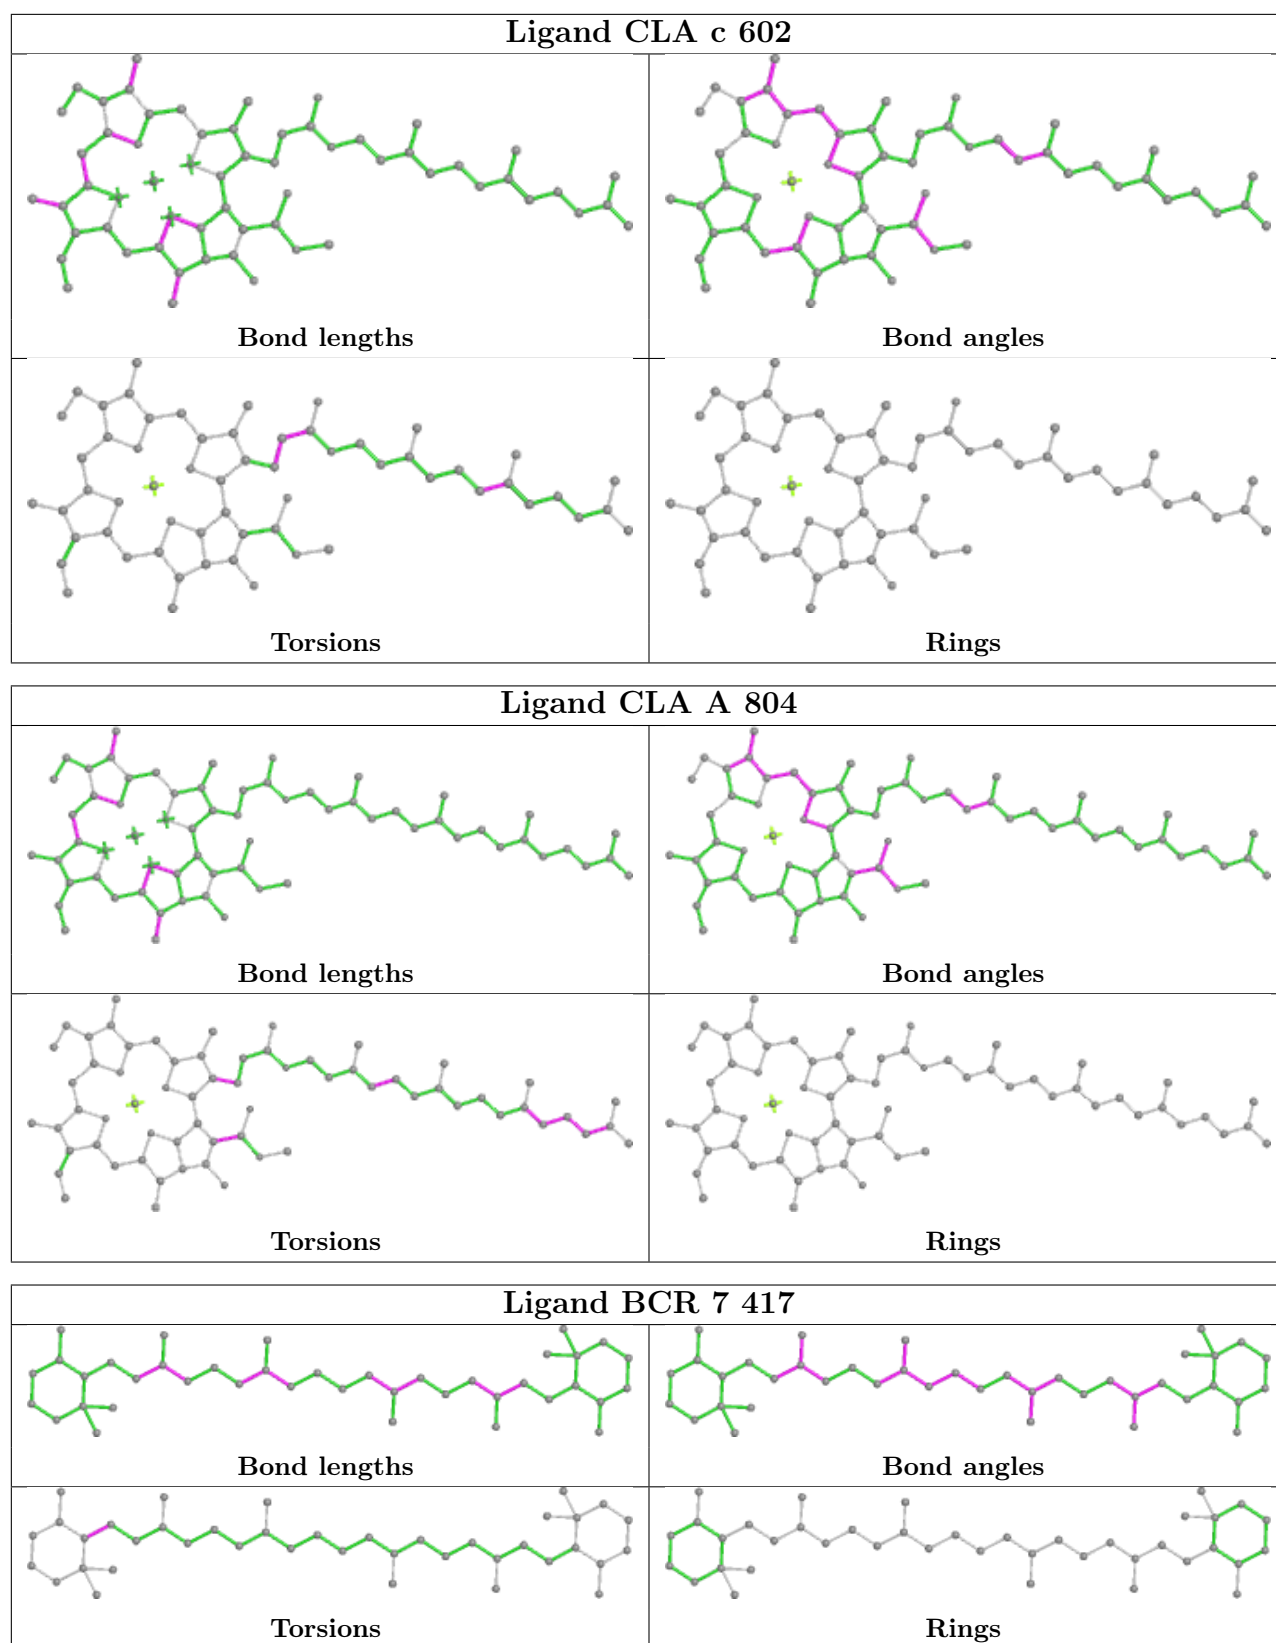 Ligand CLA c 602
Bond lengths
Bond angles
Torsions
Rings
Ligand CLA A 804
Bond lengths
Bond angles
Torsions
Rings
Ligand BCR 7 417
Bond lengths
Bond angles
Torsions
Rings